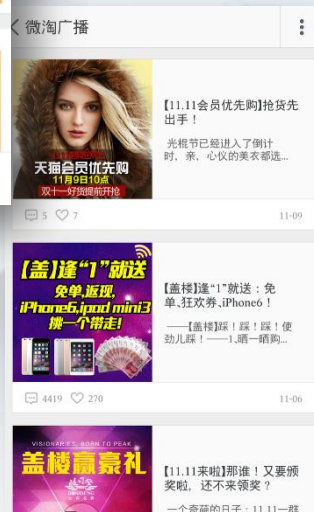 微淘广播
天猫会员优先购
11月9日10点
双十一好货提前开抢
【11.11会员优先购】抢货先
出手！
光棍节已经进入了倒计
时，亲，心仪的美衣都选...
5 7 11-09
【盖】逢“1”就送
免单,返现,
iPhone6,ipad mini3
挑一个带走!
【盖楼】逢“1”就送：免
单､狂欢券､iPhone6！
——【盖楼】踩！踩！踩！使
劲儿踩！——1､晒一晒购...
4419 270 11-06
VISIONARIES, BORN TO PEAK
盖楼赢豪礼
【11.11来啦】那谁！又要颁
奖啦，还不来领奖？
一个奇葩的日子：11.11一群